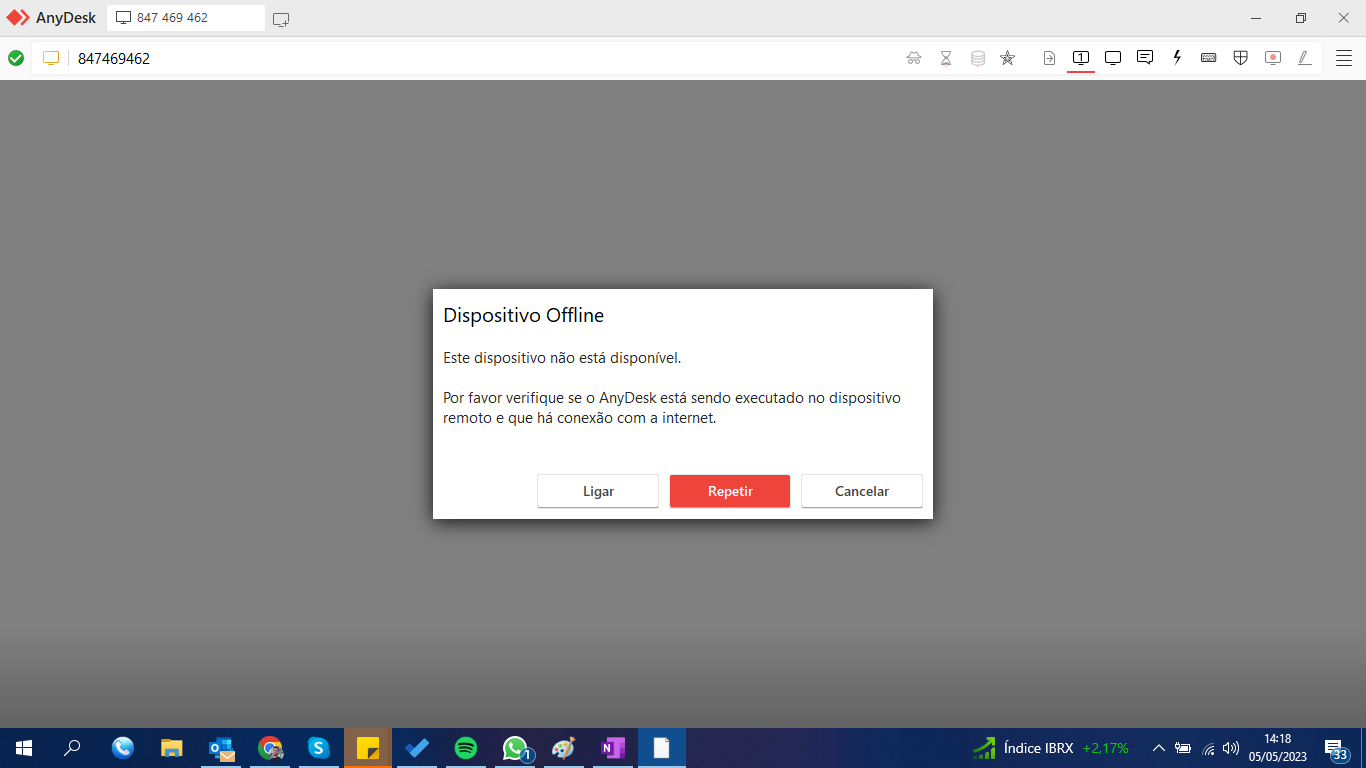 AnyDesk
847 469 462
847469462
1
Dispositivo Offline
Este dispositivo não está disponível.
Por favor verifique se o AnyDesk está sendo executado no dispositivo
remoto e que há conexão com a internet.
Ligar
Repetir
Cancelar
1
Índice IBRX +2,17%
14:18
05/05/2023
33